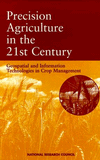 Precision
Agriculture
in the
21st Century
Geospatial and Information
Technologies in Crop Management
NATIONAL RESEARCH COUNCIL